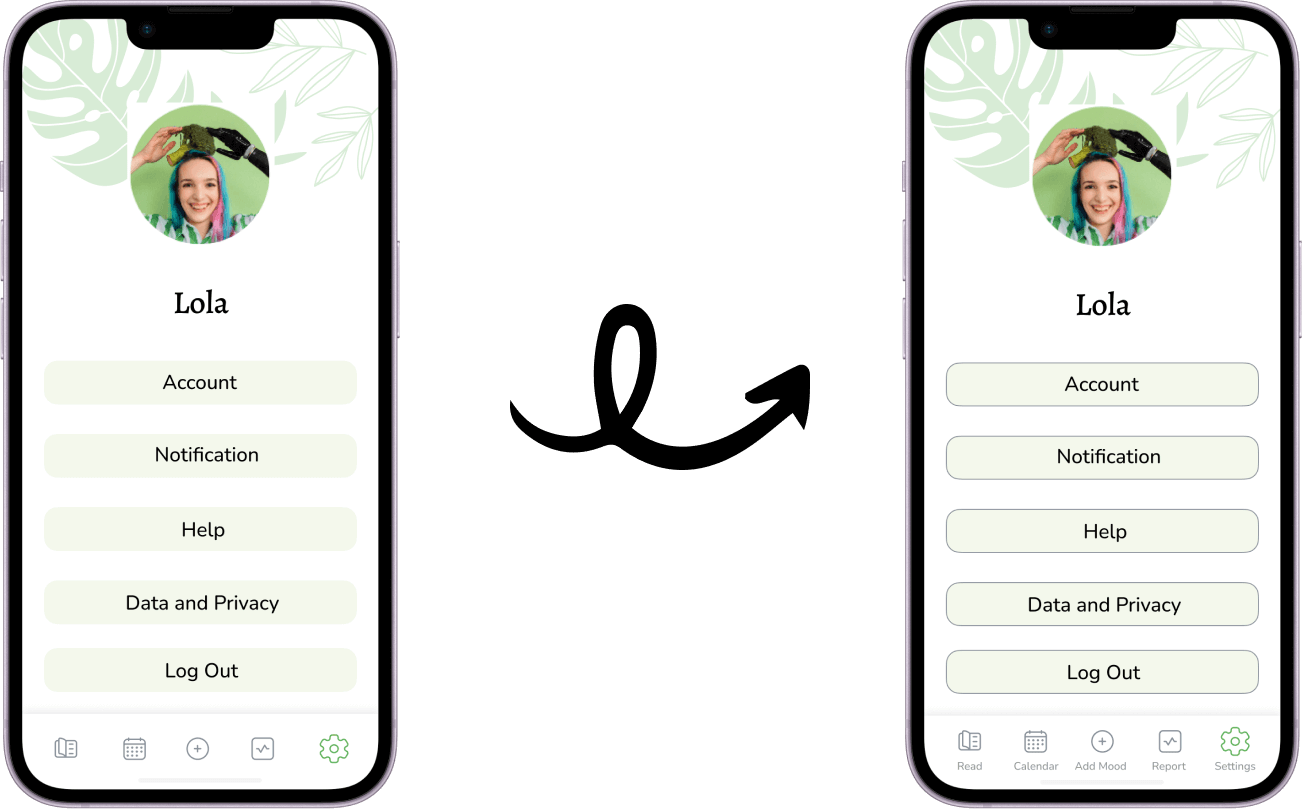 Lola
Account
Notification
Help
Data and Privacy
Log Out
Lola
Account
Notification
Help
Data and Privacy
Log Out
Read Calendar Add Mood Report Settings